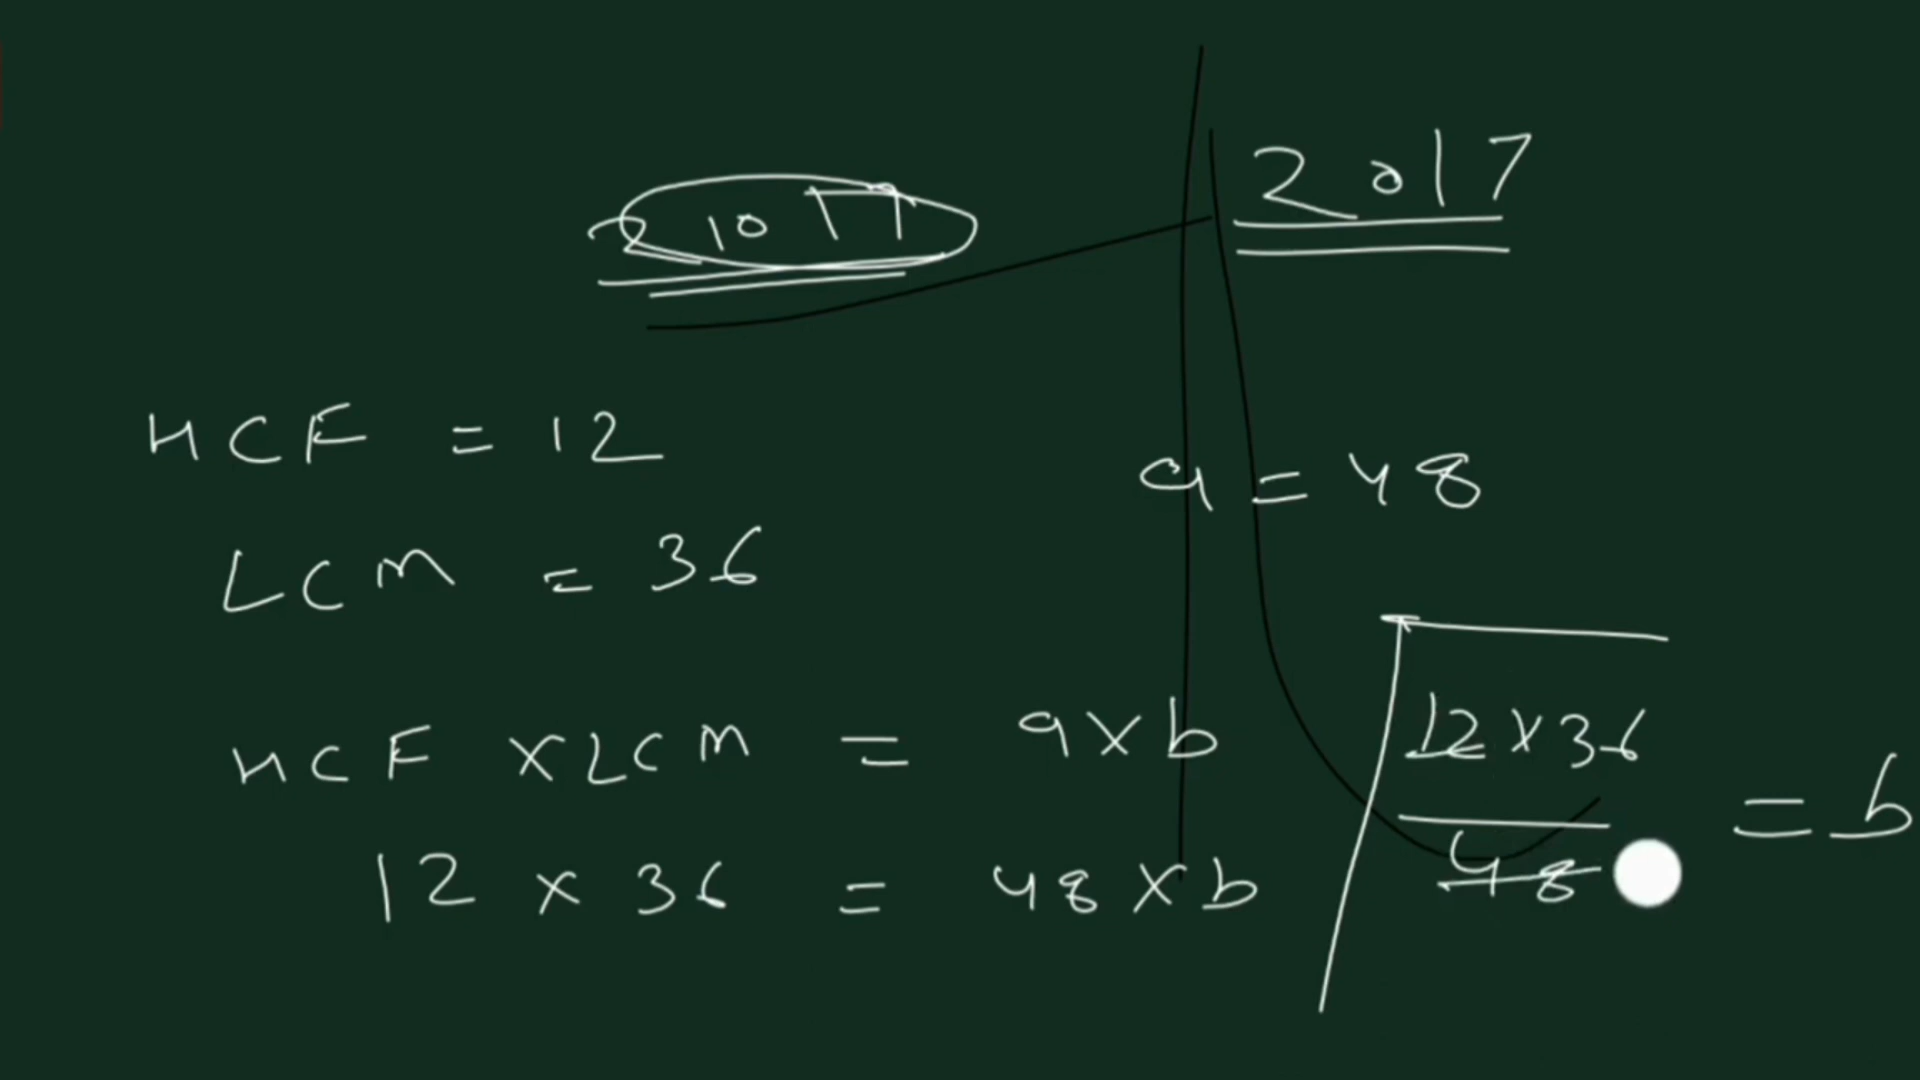 2017
HCF = 12
a = 48
LCM = 36
HCF X LCM = a x b
12 x 36 = 48 x b
12 x 36
48
= b